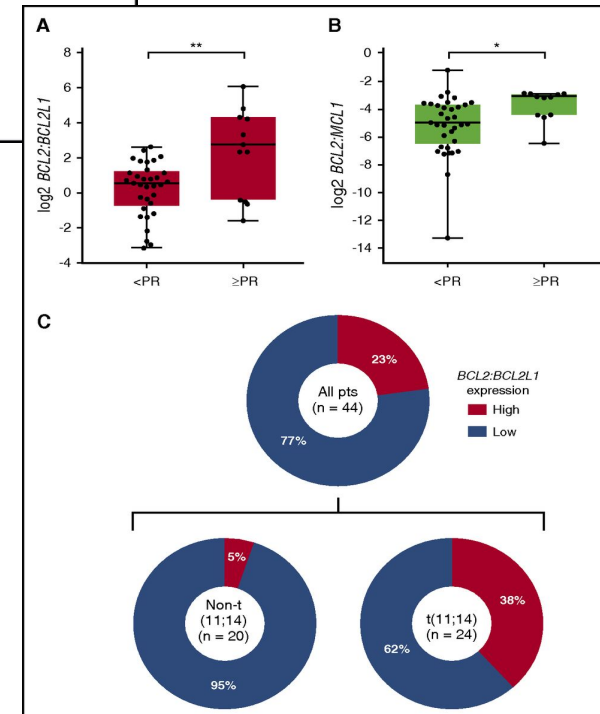 A
B
**
*
8
6
4
2
0
-2
-4
log2 BCL2:BCL2L1
<PR
≥PR
0
-2
-4
-6
-8
-10
-12
-14
log2 BCL2:MCL1
<PR
≥PR
C
23%
All pts
(n = 44)
77%
BCL2:BCL2L1
expression
High
Low
5%
Non-t
(11;14)
(n = 20)
95%
38%
t(11;14)
(n = 24)
62%